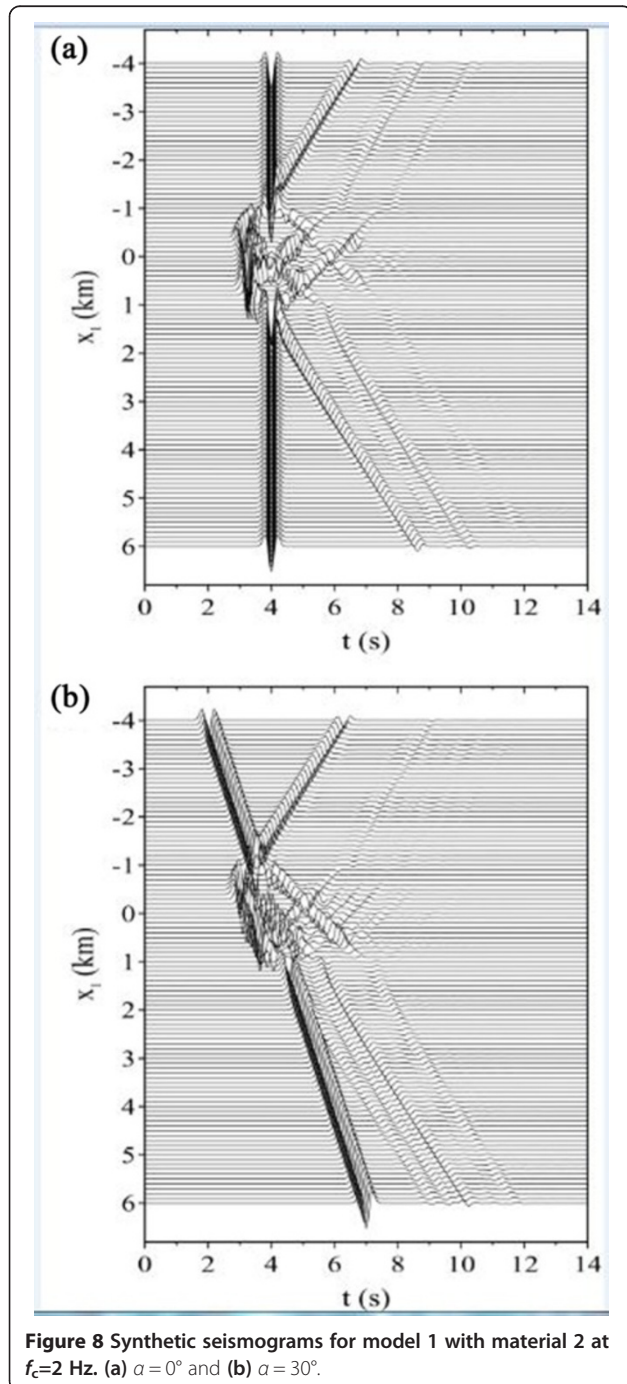 (a)
-4
-3
-2
-1
0
1
2
3
4
5
6
x₁ (km)
0 2 4 6 8 10 12 14
t (s)
(b)
-4
-3
-2
-1
0
1
2
3
4
5
6
x₁ (km)
0 2 4 6 8 10 12 14
t (s)
Figure 8 Synthetic seismograms for model 1 with material 2 at
fc=2 Hz. (a) α = 0° and (b) α = 30°.